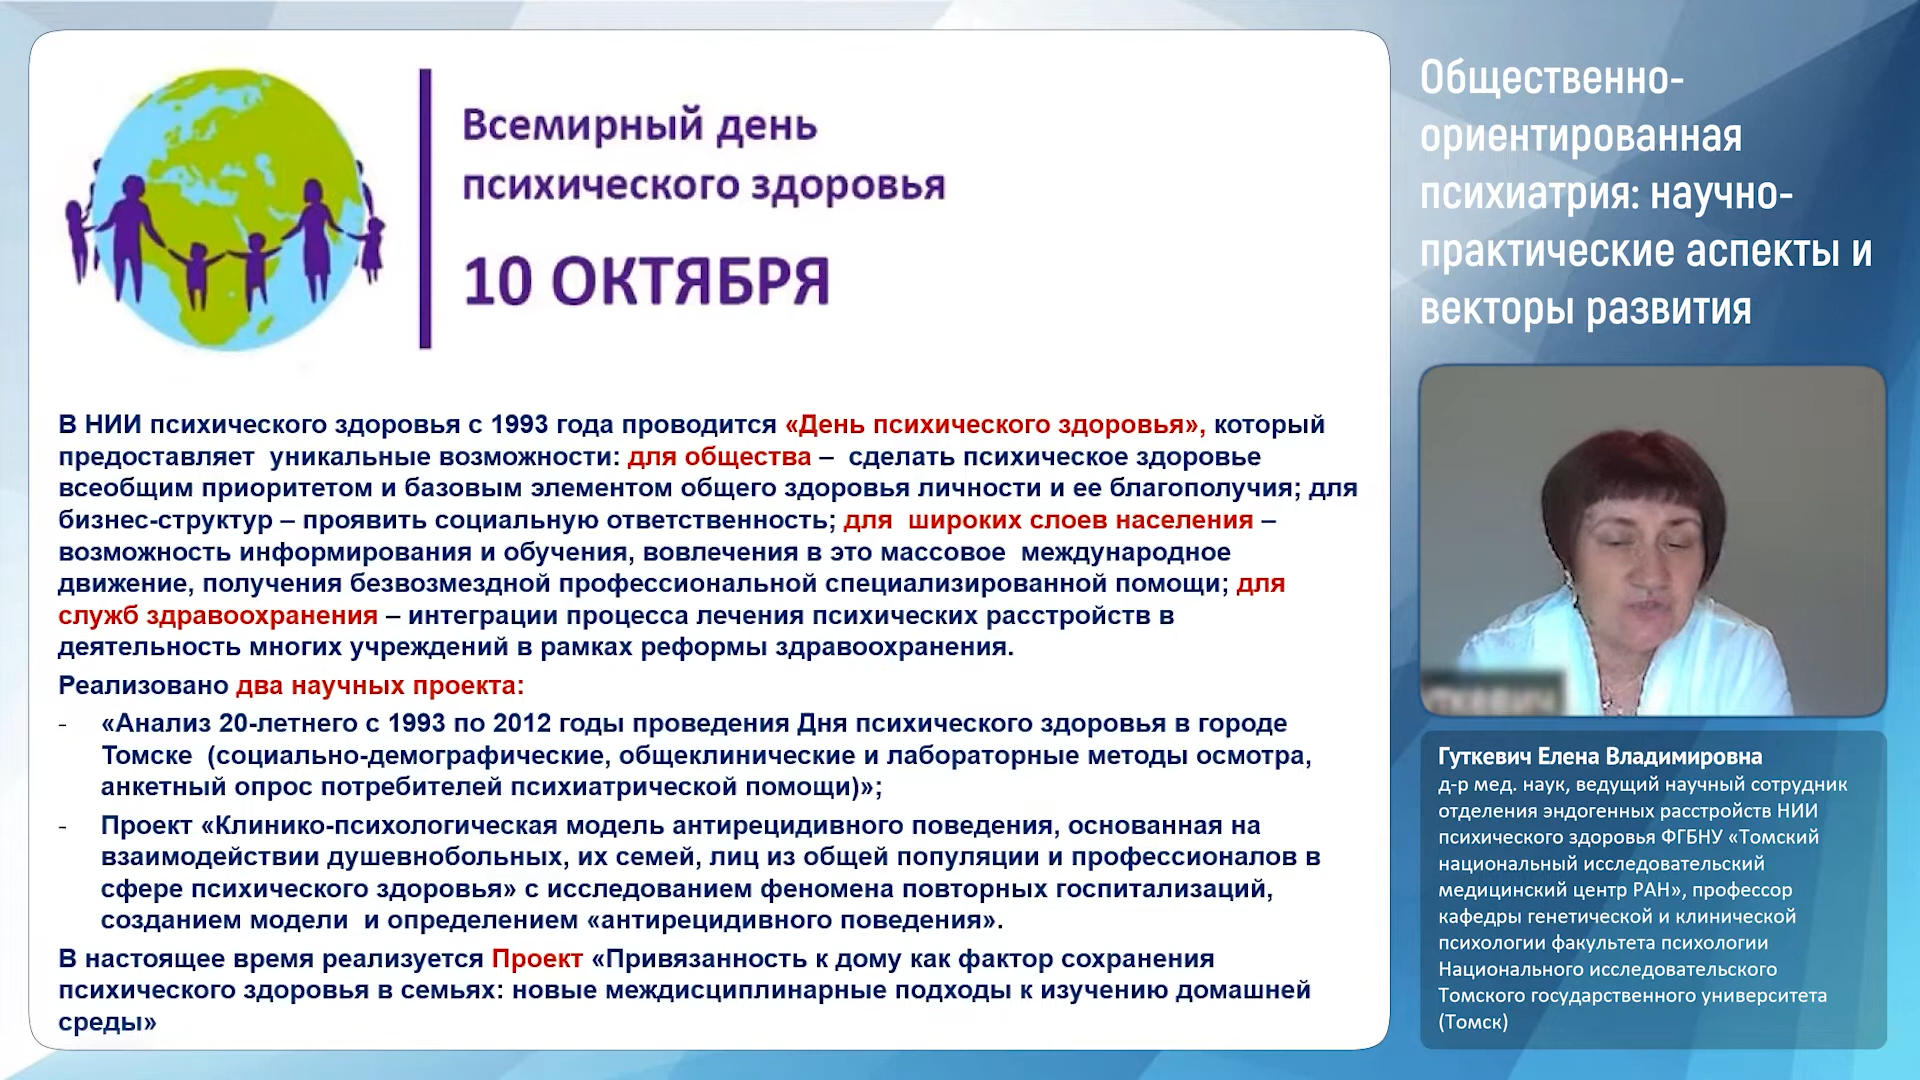 Всемирный день
психического здоровья
10 ОКТЯБРЯ
В НИИ психического здоровья с 1993 года проводится «День психического здоровья», который
предоставляет уникальные возможности: для общества – сделать психическое здоровье
всеобщим приоритетом и базовым элементом общего здоровья личности и ее благополучия; для
бизнес-структур – проявить социальную ответственность; для широких слоев населения –
возможность информирования и обучения, вовлечения в это массовое международное
движение, получения безвозмездной профессиональной специализированной помощи; для
служб здравоохранения – интеграции процесса лечения психических расстройств в
деятельность многих учреждений в рамках реформы здравоохранения.
Реализовано два научных проекта:
- «Анализ 20-летнего с 1993 по 2012 годы проведения Дня психического здоровья в городе
Томске (социально-демографические, общеклинические и лабораторные методы осмотра,
анкетный опрос потребителей психиатрической помощи)»;
- Проект «Клинико-психологическая модель антирецидивного поведения, основанная на
взаимодействии душевнобольных, их семей, лиц из общей популяции и профессионалов в
сфере психического здоровья» с исследованием феномена повторных госпитализаций,
созданием модели и определением «антирецидивного поведения».
В настоящее время реализуется Проект «Привязанность к дому как фактор сохранения
психического здоровья в семьях: новые междисциплинарные подходы к изучению домашней
среды»
Общественно-
ориентированная
психиатрия: научно-
практические аспекты и
векторы развития
Гуткевич Елена Владимировна
д-р мед. наук, ведущий научный сотрудник
отделения эндогенных расстройств НИИ
психического здоровья ФГБНУ «Томский
национальный исследовательский
медицинский центр РАН», профессор
кафедры генетической и клинической
психологии факультета психологии
Национального исследовательского
Томского государственного университета
(Томск)